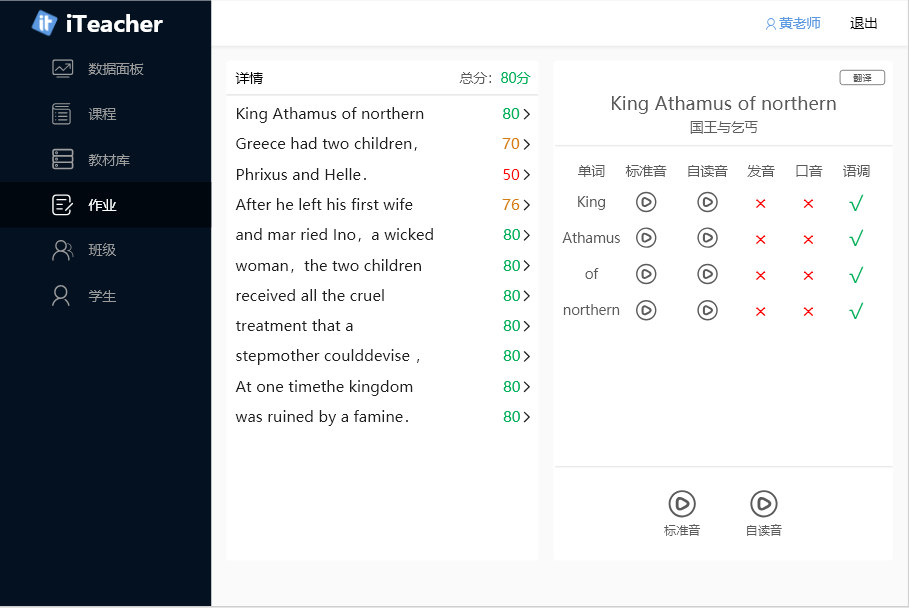 iTeacher
黄老师 退出
数据面板
课程
教材库
作业
班级
学生
详情 总分：80分
King Athamus of northern 80
Greece had two children， 70
Phrixus and Helle． 50
After he left his first wife 76
and mar ried Ino，a wicked 80
woman，the two children 80
received all the cruel 80
treatment that a 80
stepmother coulddevise， 80
At one timethe kingdom 80
was ruined by a famine． 80
翻译
King Athamus of northern
国王与乞丐
单词 标准音 自读音 发音 口音 语调
King × × √
Athamus × × √
of × × √
northern × × √
标准音 自读音